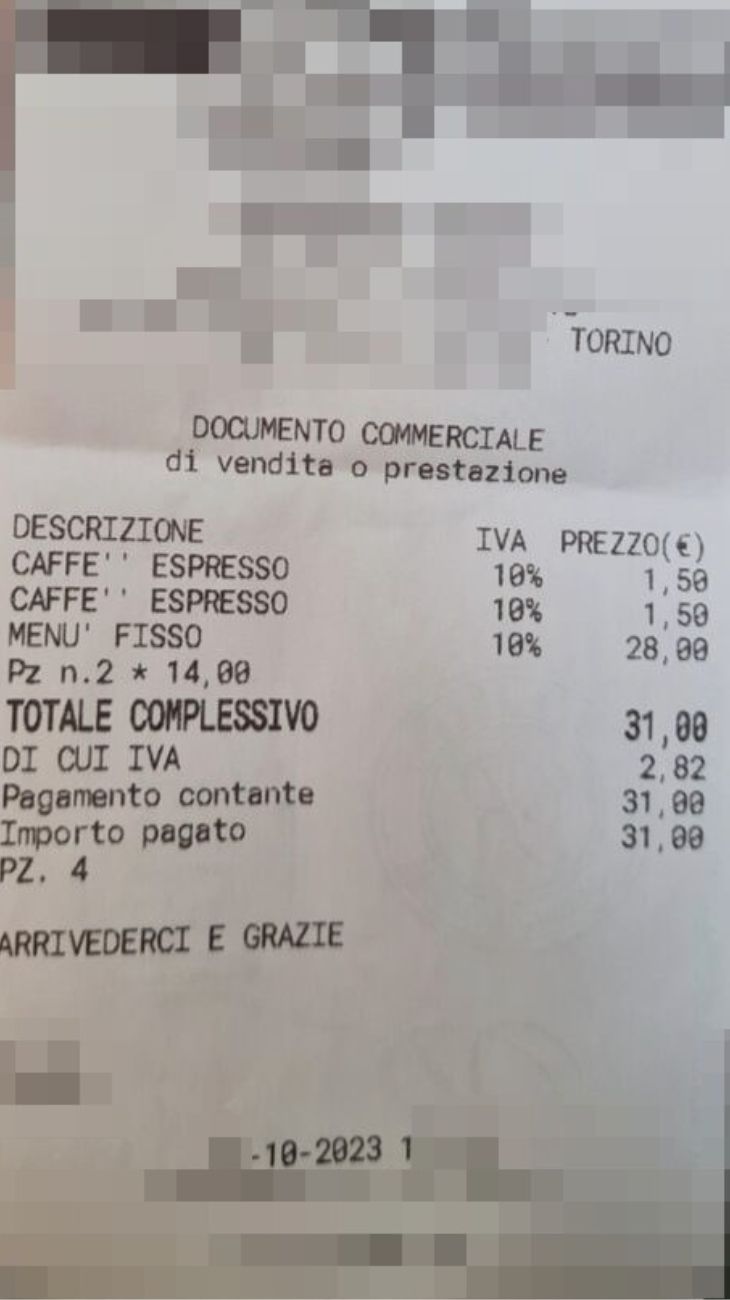 TORINO
DOCUMENTO COMMERCIALE
di vendita o prestazione
DESCRIZIONE IVA PREZZO(€)
CAFFE'' ESPRESSO 10% 1,50
CAFFE'' ESPRESSO 10% 1,50
MENU' FISSO 10% 28,00
Pz n.2 * 14,00
TOTALE COMPLESSIVO 31,00
DI CUI IVA 2,82
Pagamento contante 31,00
Importo pagato 31,00
PZ. 4
ARRIVEDERCI E GRAZIE
-10-2023 1